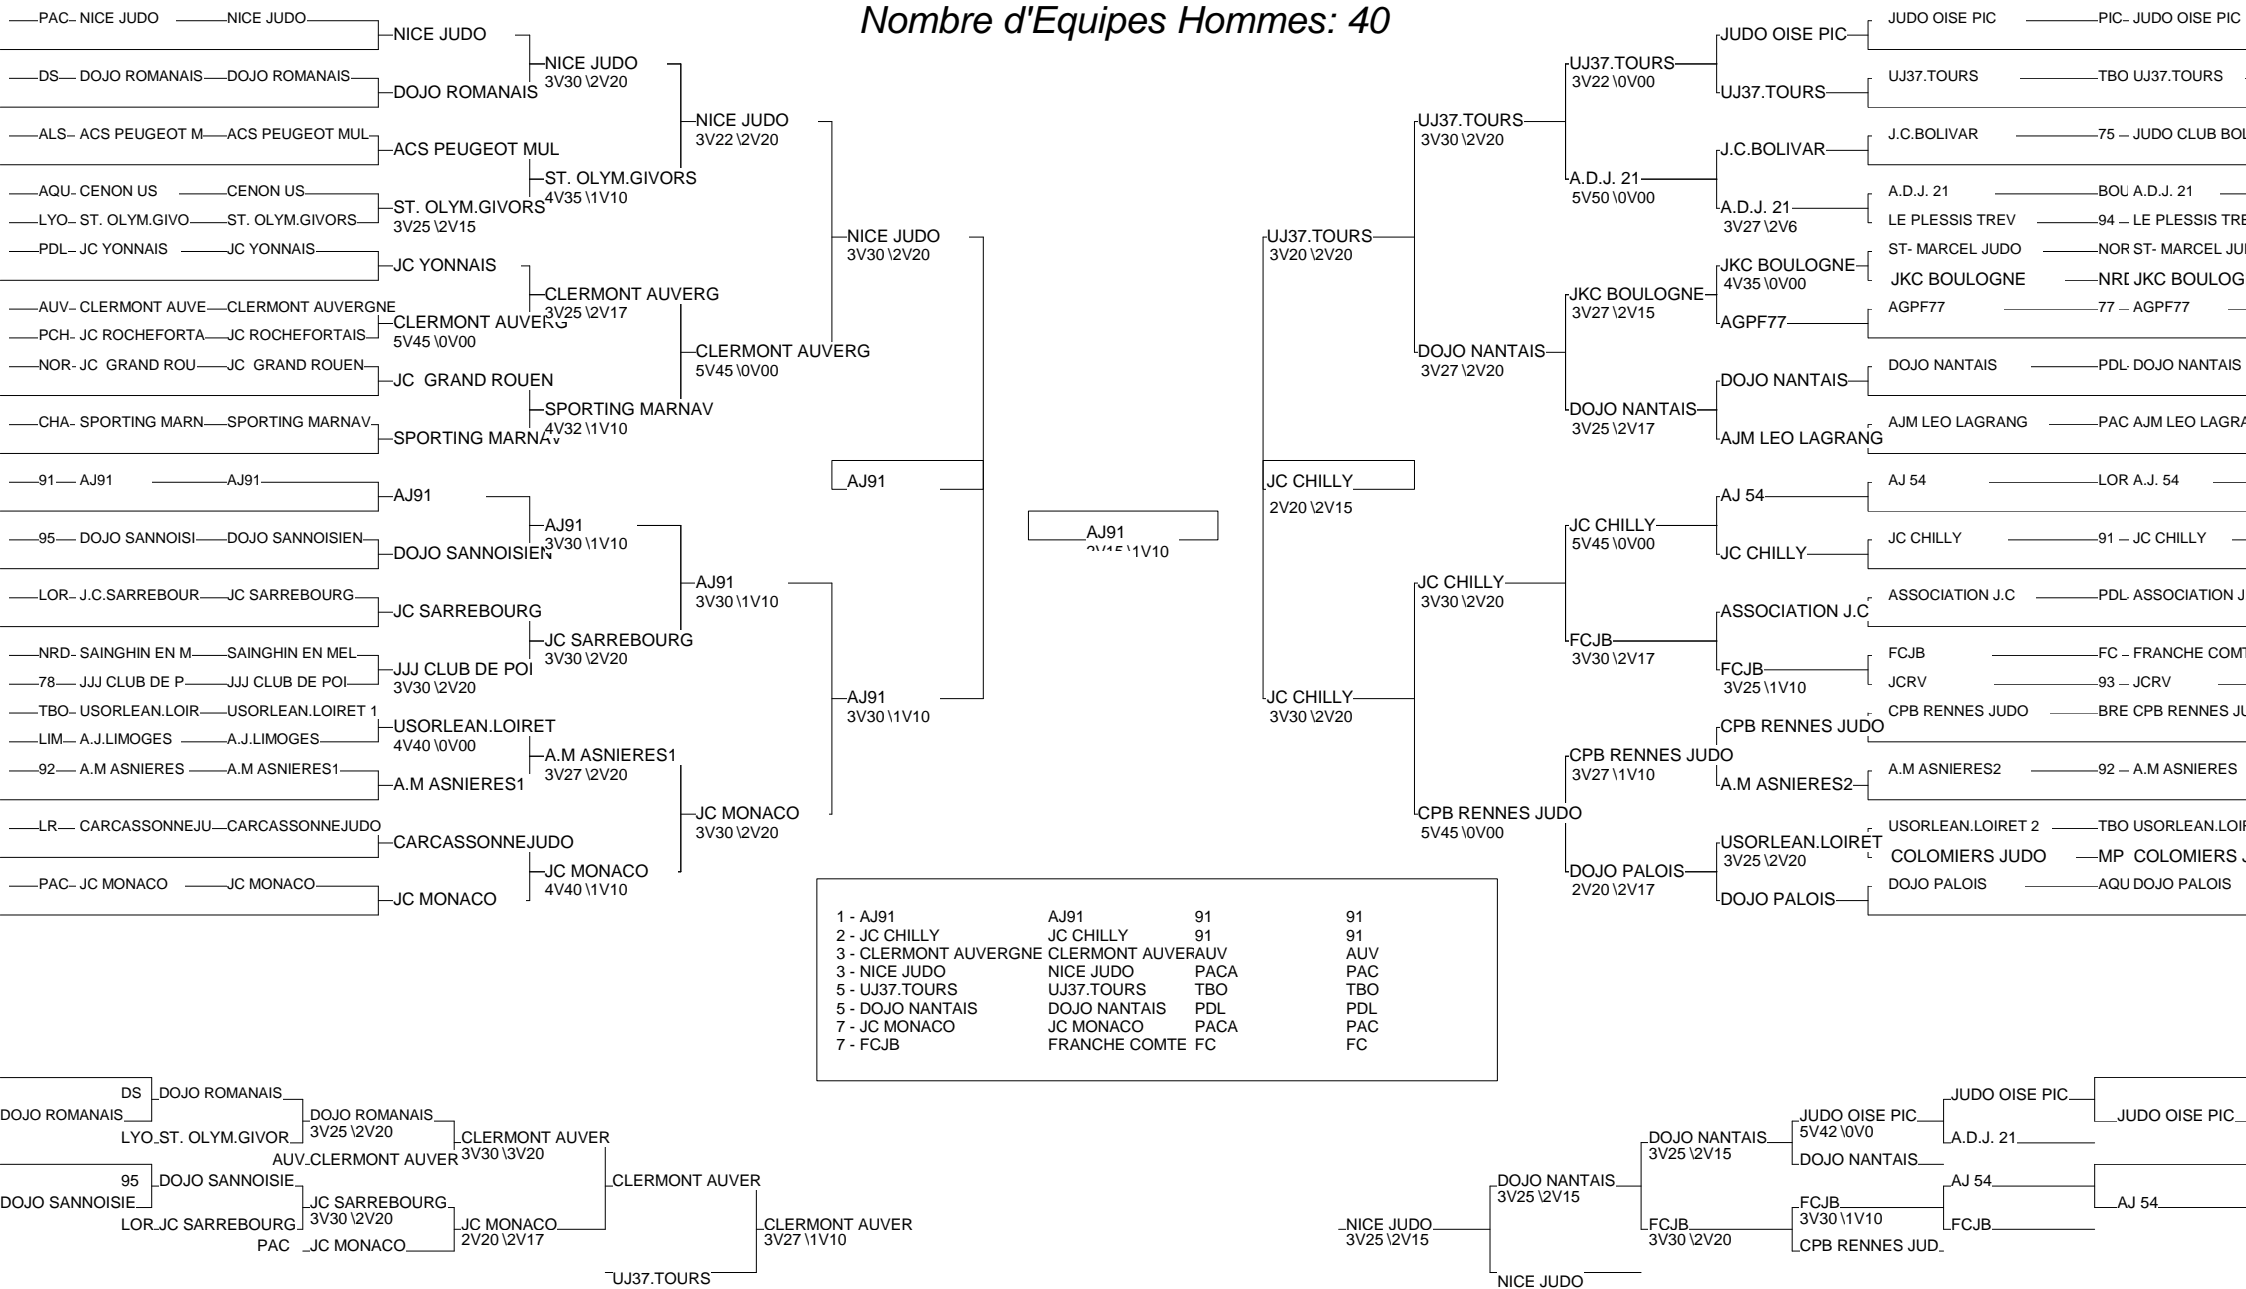 Nombre d'Equipes Hommes: 40
PAC NICE JUDO NICE JUDO
NICE JUDO
DS DOJO ROMANAIS DOJO ROMANAIS
DOJO ROMANAIS
NICE JUDO
3V30 \2V20
ALS ACS PEUGEOT M ACS PEUGEOT MUL
ACS PEUGEOT MUL
AQU CENON US CENON US
LYO ST. OLYM.GIVO ST. OLYM.GIVORS
ST. OLYM.GIVORS
3V25 \2V15
ST. OLYM.GIVORS
4V35 \1V10
NICE JUDO
3V22 \2V20
PDL JC YONNAIS JC YONNAIS
JC YONNAIS
AUV CLERMONT AUVE CLERMONT AUVERGNE
PCH JC ROCHEFORTA JC ROCHEFORTAIS
CLERMONT AUVERG
5V45 \0V00
CLERMONT AUVERG
3V25 \2V17
NOR JC GRAND ROU JC GRAND ROUEN
JC GRAND ROUEN
CHA SPORTING MARN SPORTING MARNAV
SPORTING MARNAV
SPORTING MARNAV
4V32 \1V10
CLERMONT AUVERG
5V45 \0V00
NICE JUDO
3V30 \2V20
91 AJ91 AJ91
AJ91
95 DOJO SANNOISI DOJO SANNOISIEN
DOJO SANNOISIEN
AJ91
3V30 \1V10
LOR J.C.SARREBOUR JC SARREBOURG
JC SARREBOURG
NRD SAINGHIN EN M SAINGHIN EN MEL
78 JJJ CLUB DE P JJJ CLUB DE POI
JJJ CLUB DE POI
3V30 \2V20
JC SARREBOURG
3V30 \2V20
AJ91
3V30 \1V10
TBO USORLEAN.LOIR USORLEAN.LOIRET 1
LIM A.J.LIMOGES A.J.LIMOGES
USORLEAN.LOIRET
4V40 \0V00
92 A.M ASNIERES A.M ASNIERES1
A.M ASNIERES1
A.M ASNIERES1
3V27 \2V20
LR CARCASSONNEJU CARCASSONNEJUDO
CARCASSONNEJUDO
PAC JC MONACO JC MONACO
JC MONACO
JC MONACO
4V40 \1V10
JC MONACO
3V30 \2V20
AJ91
3V30 \1V10
AJ91
AJ91
2V15 \1V10
JC CHILLY
2V20 \2V15
UJ37.TOURS
3V20 \2V20
JC CHILLY
3V30 \2V20
UJ37.TOURS
3V30 \2V20
DOJO NANTAIS
3V27 \2V20
JC CHILLY
3V30 \2V20
CPB RENNES JUDO
5V45 \0V00
UJ37.TOURS
3V22 \0V00
A.D.J. 21
5V50 \0V00
JKC BOULOGNE
3V27 \2V15
DOJO NANTAIS
3V25 \2V17
JC CHILLY
5V45 \0V00
FCJB
3V30 \2V17
CPB RENNES JUDO
3V27 \1V10
DOJO PALOIS
2V20 \2V17
JUDO OISE PIC
UJ37.TOURS
J.C.BOLIVAR
A.D.J. 21
3V27 \2V6
JKC BOULOGNE
4V35 \0V00
AGPF77
DOJO NANTAIS
AJM LEO LAGRANG
AJ 54
JC CHILLY
ASSOCIATION J.C
FCJB
3V25 \1V10
CPB RENNES JUDO
A.M ASNIERES2
USORLEAN.LOIRET
3V25 \2V20
DOJO PALOIS
JUDO OISE PIC PIC JUDO OISE PIC
UJ37.TOURS TBO UJ37.TOURS
J.C.BOLIVAR 75 JUDO CLUB BOL
A.D.J. 21 BOU A.D.J. 21
LE PLESSIS TREV 94 LE PLESSIS TRE
ST- MARCEL JUDO NOR ST- MARCEL JU
JKC BOULOGNE NRD JKC BOULOG
AGPF77 77 AGPF77
DOJO NANTAIS PDL DOJO NANTAIS
AJM LEO LAGRANG PAC AJM LEO LAGRA
AJ 54 LOR A.J. 54
JC CHILLY 91 JC CHILLY
ASSOCIATION J.C PDL ASSOCIATION J
FCJB FC FRANCHE COMT
JCRV 93 JCRV
CPB RENNES JUDO BRE CPB RENNES JU
A.M ASNIERES2 92 A.M ASNIERES
USORLEAN.LOIRET 2 TBO USORLEAN.LOI
COLOMIERS JUDO MP COLOMIERS J
DOJO PALOIS AQU DOJO PALOIS
1 - AJ91 AJ91 91 91
2 - JC CHILLY JC CHILLY 91 91
3 - CLERMONT AUVERGNE CLERMONT AUVER AUV AUV
3 - NICE JUDO NICE JUDO PACA PAC
5 - UJ37.TOURS UJ37.TOURS TBO TBO
5 - DOJO NANTAIS DOJO NANTAIS PDL PDL
7 - JC MONACO JC MONACO PACA PAC
7 - FCJB FRANCHE COMTE FC FC
DS DOJO ROMANAIS
DOJO ROMANAIS
LYO ST. OLYM.GIVOR
DOJO ROMANAIS
3V25 \2V20
AUV CLERMONT AUVER
CLERMONT AUVER
3V30 \3V20
95 DOJO SANNOISIE
DOJO SANNOISIE
LOR JC SARREBOURG
JC SARREBOURG
3V30 \2V20
PAC JC MONACO
JC MONACO
2V20 \2V17
CLERMONT AUVER
UJ37.TOURS
CLERMONT AUVER
3V27 \1V10
NICE JUDO
3V25 \2V15
DOJO NANTAIS
3V25 \2V15
NICE JUDO
DOJO NANTAIS
3V25 \2V15
FCJB
3V30 \2V20
JUDO OISE PIC
5V42 \0V0
DOJO NANTAIS
FCJB
3V30 \1V10
CPB RENNES JUD
JUDO OISE PIC
A.D.J. 21
AJ 54
FCJB
JUDO OISE PIC
AJ 54